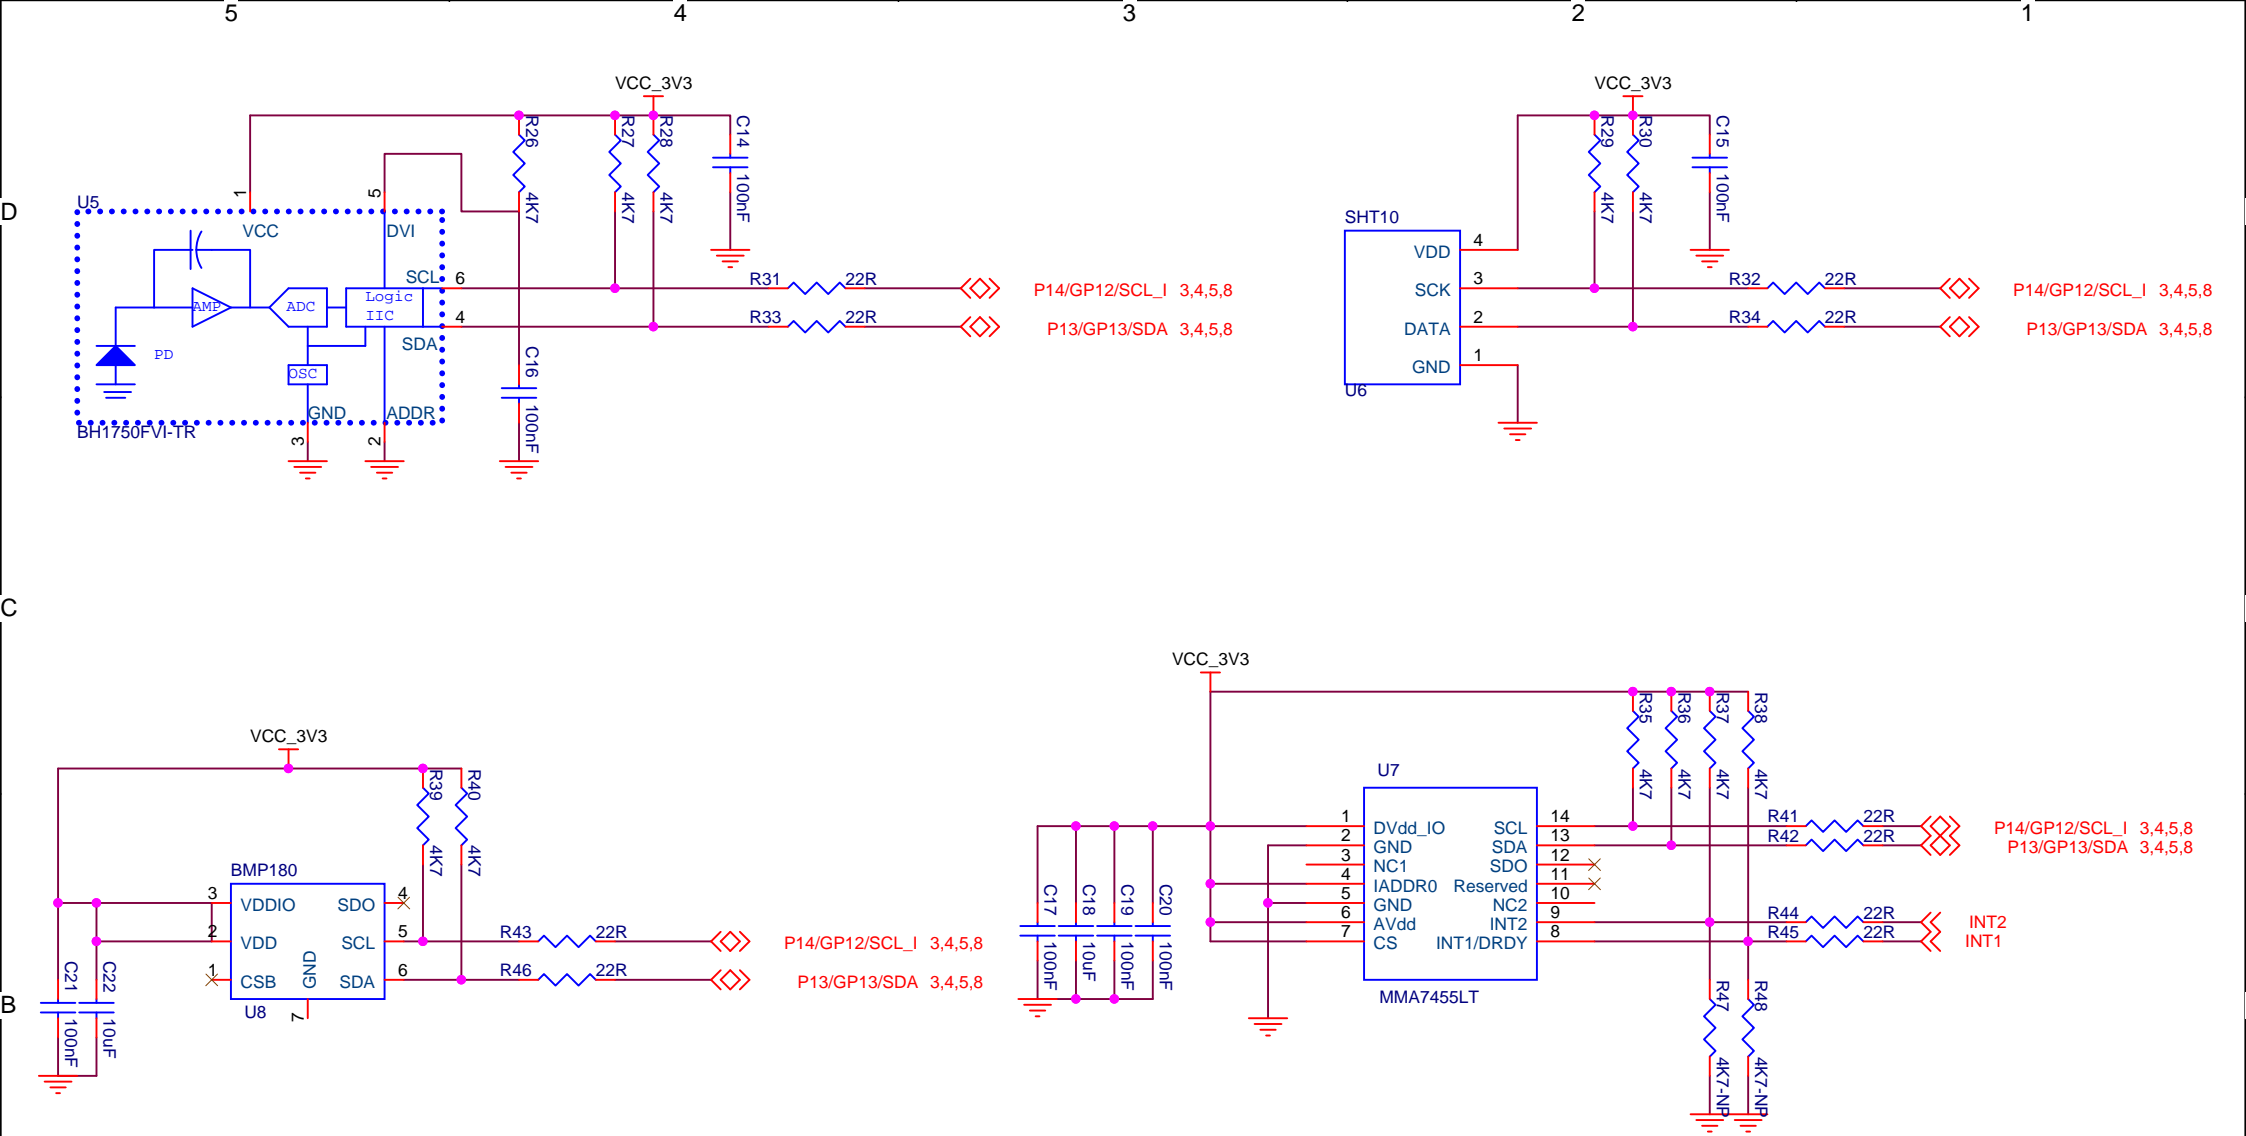 5 4 3 2 1
D
C
B
VCC_3V3
R26
4K7
R27
4K7
R28
4K7
C14
100nF
U5
1
5
VCC
DVI
SCL
6
AMP
ADC
Logic
IIC
4
SDA
PD
OSC
GND
ADDR
BH1750FVI-TR
3
2
C16
100nF
R31 22R
P14/GP12/SCL_I 3,4,5,8
R33 22R
P13/GP13/SDA 3,4,5,8
VCC_3V3
R29
4K7
R30
4K7
C15
100nF
SHT10
VDD 4
SCK 3
DATA 2
GND 1
U6
R32 22R
P14/GP12/SCL_I 3,4,5,8
R34 22R
P13/GP13/SDA 3,4,5,8
VCC_3V3
R39
4K7
R40
4K7
BMP180
3 VDDIO
2 VDD
1 CSB
GND
7
SDO 4
SCL 5
SDA 6
U8
C21
100nF
C22
10uF
R43 22R
P14/GP12/SCL_I 3,4,5,8
R46 22R
P13/GP13/SDA 3,4,5,8
VCC_3V3
R35
4K7
R36
4K7
R37
4K7
R38
4K7
U7
1 DVdd_IO
2 GND
3 NC1
4 IADDR0
5 GND
6 AVdd
7 CS
SCL 14
SDA 13
SDO 12
Reserved 11
NC2 10
INT2 9
INT1/DRDY 8
MMA7455LT
C17
100nF
C18
10uF
C19
100nF
C20
100nF
R41 22R
P14/GP12/SCL_I 3,4,5,8
R42 22R
P13/GP13/SDA 3,4,5,8
R44 22R
INT2
R45 22R
INT1
R47
4K7-NP
R48
4K7-NP